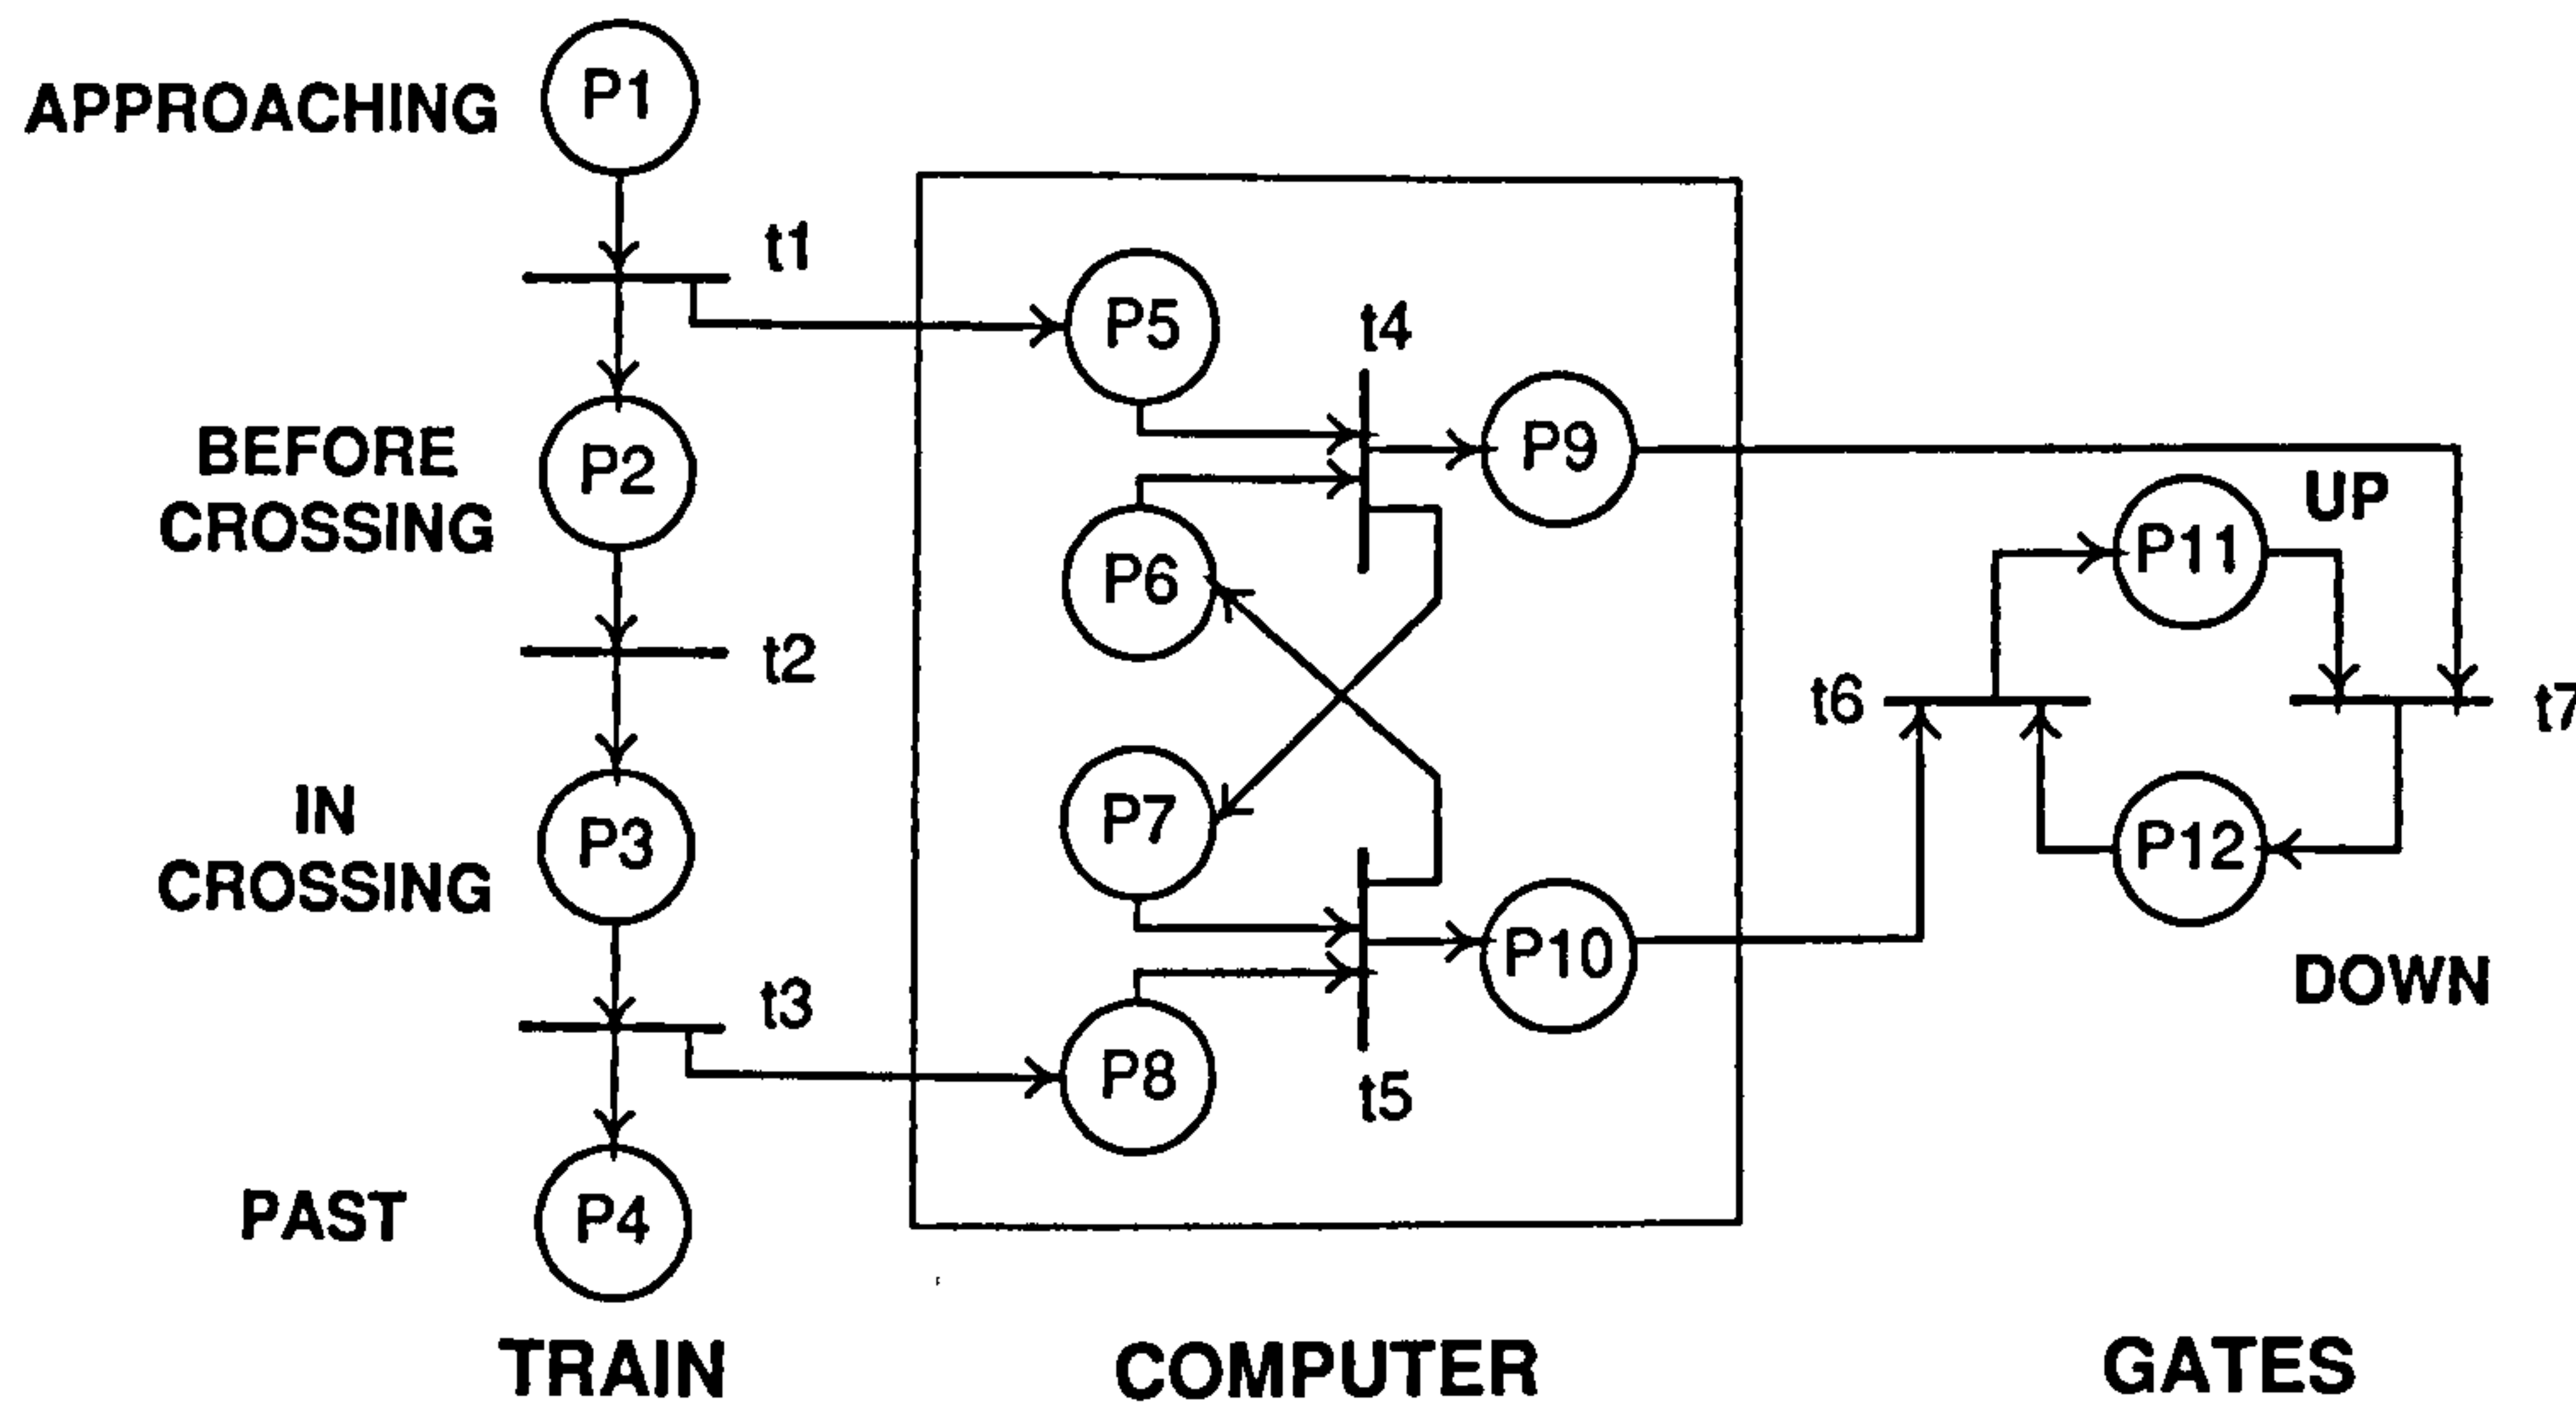 P1
APPROACHING
t1
P5
t4
BEFORE
CROSSING
P2
P9
UP
P11
P6
t2
t6
t7
IN
CROSSING
P3
P7
P12
P10
DOWN
t3
P8
t5
PAST
P4
TRAIN
COMPUTER
GATES